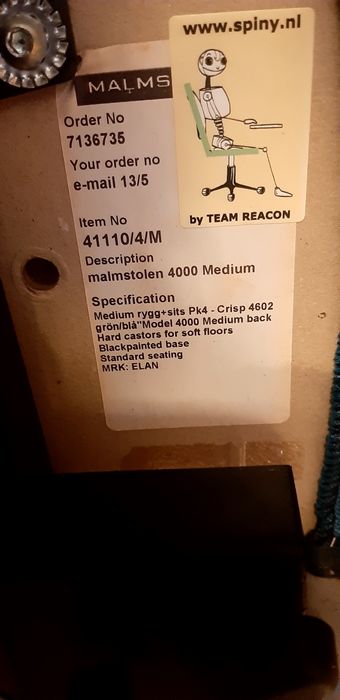 www.spiny.nl
MALMS
Order No
7136735
Your order no
e-mail 13/5
by TEAM REACON
Item No
41110/4/M
Description
malmstolen 4000 Medium
Specification
Medium rygg+sits Pk4 - Crisp 4602
grön/blå"Model 4000 Medium back
Hard castors for soft floors
Blackpainted base
Standard seating
MRK: ELAN